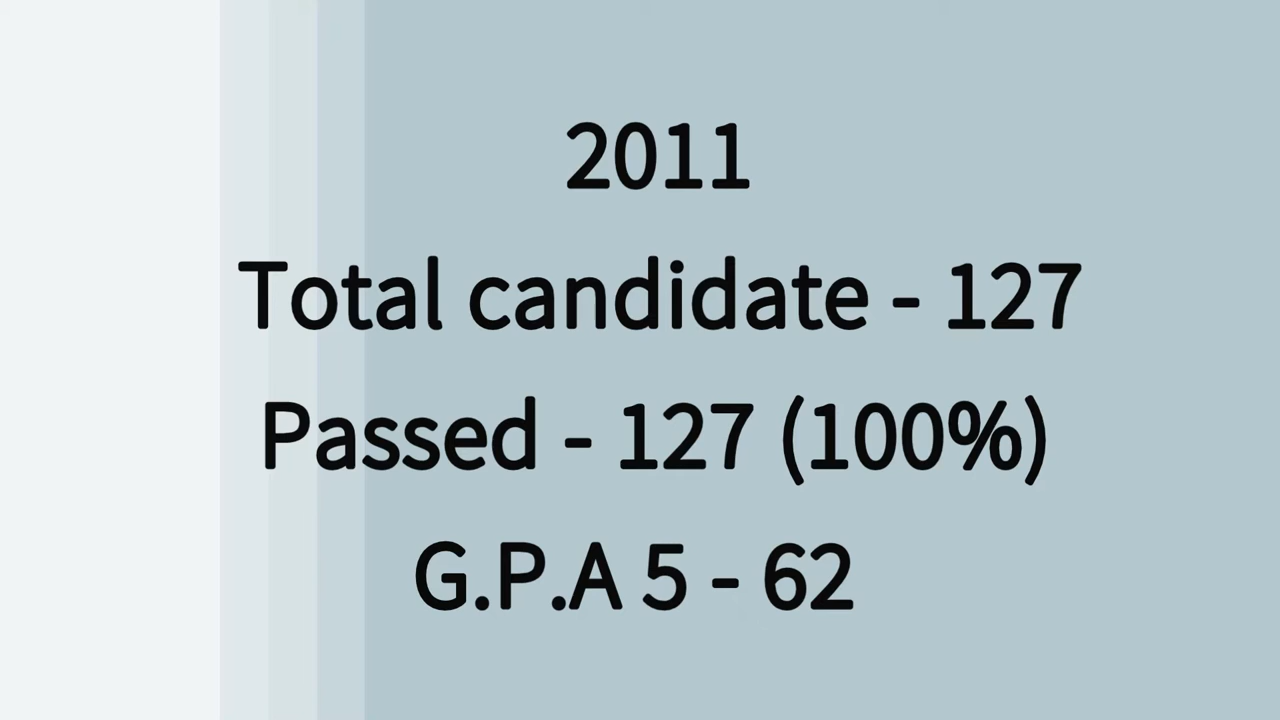 2011
Total candidate - 127
Passed - 127 (100%)
G.P.A 5 - 62